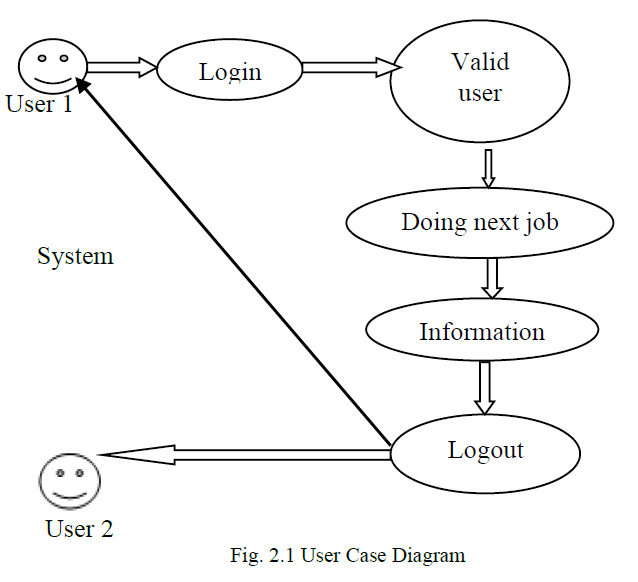 Login
Valid
user
User 1
Doing next job
System
Information
Logout
User 2
Fig. 2.1 User Case Diagram